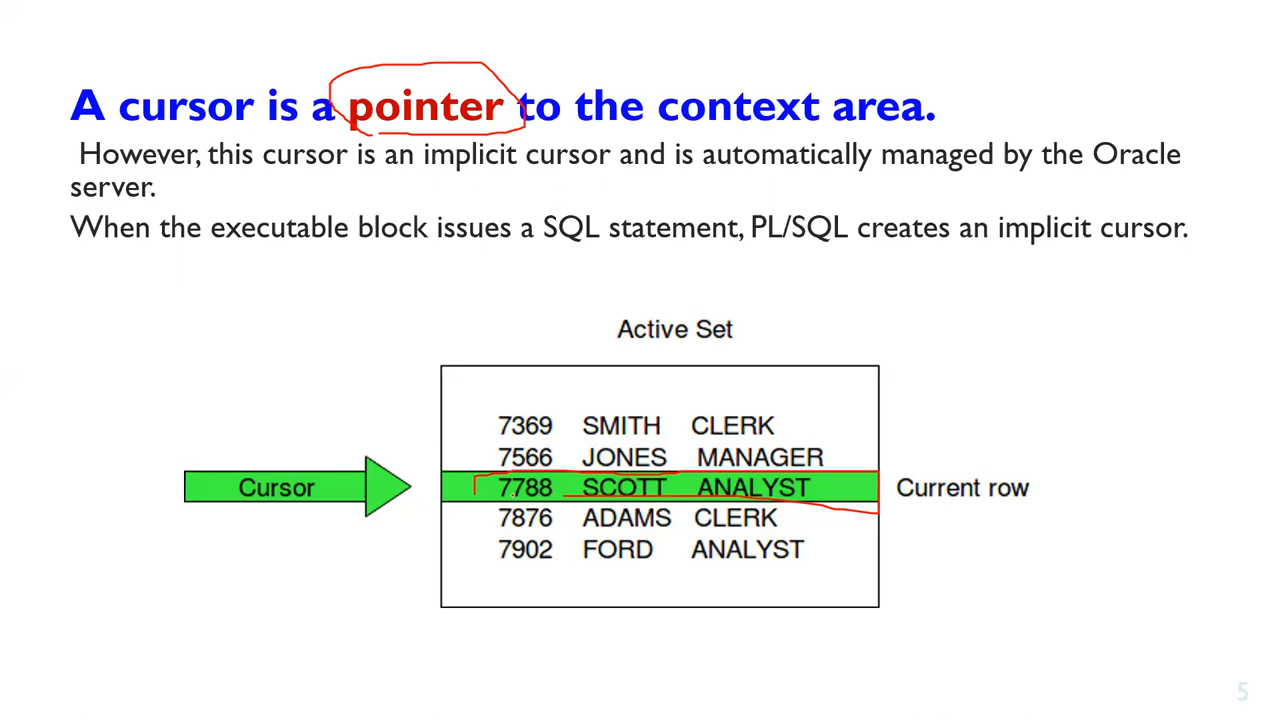 A cursor is a pointer to the context area.
However, this cursor is an implicit cursor and is automatically managed by the Oracle
server.
When the executable block issues a SQL statement, PL/SQL creates an implicit cursor.
Active Set
7369 SMITH CLERK
7566 JONES MANAGER
Cursor 7788 SCOTT ANALYST Current row
7876 ADAMS CLERK
7902 FORD ANALYST
5